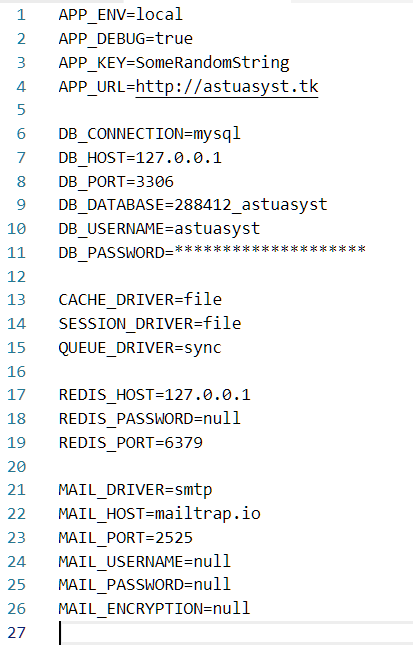 1 APP_ENV=local
2 APP_DEBUG=true
3 APP_KEY=SomeRandomString
4 APP_URL=http://astuasyst.tk
5
6 DB_CONNECTION=mysql
7 DB_HOST=127.0.0.1
8 DB_PORT=3306
9 DB_DATABASE=288412_astuasyst
10 DB_USERNAME=astuasyst
11 DB_PASSWORD=********************
12
13 CACHE_DRIVER=file
14 SESSION_DRIVER=file
15 QUEUE_DRIVER=sync
16
17 REDIS_HOST=127.0.0.1
18 REDIS_PASSWORD=null
19 REDIS_PORT=6379
20
21 MAIL_DRIVER=smtp
22 MAIL_HOST=mailtrap.io
23 MAIL_PORT=2525
24 MAIL_USERNAME=null
25 MAIL_PASSWORD=null
26 MAIL_ENCRYPTION=null
27